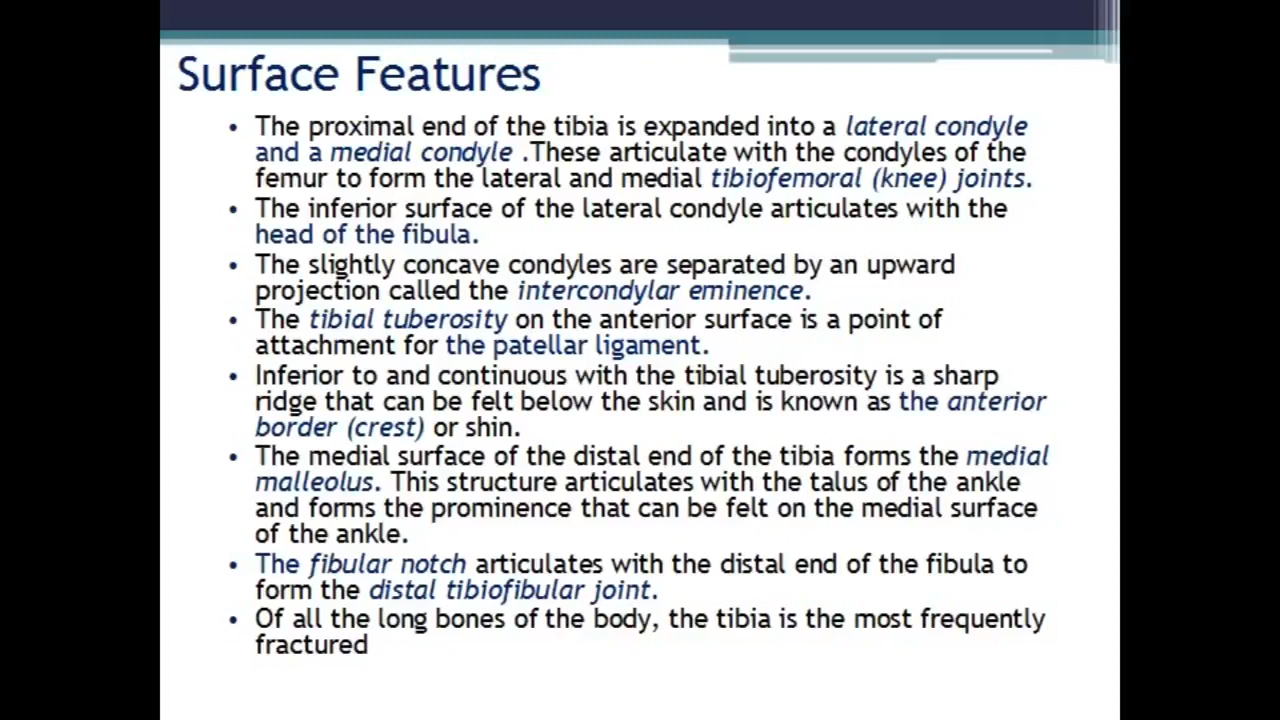 Surface Features
• The proximal end of the tibia is expanded into a lateral condyle
and a medial condyle .These articulate with the condyles of the
femur to form the lateral and medial tibiofemoral (knee) joints.
• The inferior surface of the lateral condyle articulates with the
head of the fibula.
• The slightly concave condyles are separated by an upward
projection called the intercondylar eminence.
• The tibial tuberosity on the anterior surface is a point of
attachment for the patellar ligament.
• Inferior to and continuous with the tibial tuberosity is a sharp
ridge that can be felt below the skin and is known as the anterior
border (crest) or shin.
• The medial surface of the distal end of the tibia forms the medial
malleolus. This structure articulates with the talus of the ankle
and forms the prominence that can be felt on the medial surface
of the ankle.
• The fibular notch articulates with the distal end of the fibula to
form the distal tibiofibular joint.
• Of all the long bones of the body, the tibia is the most frequently
fractured